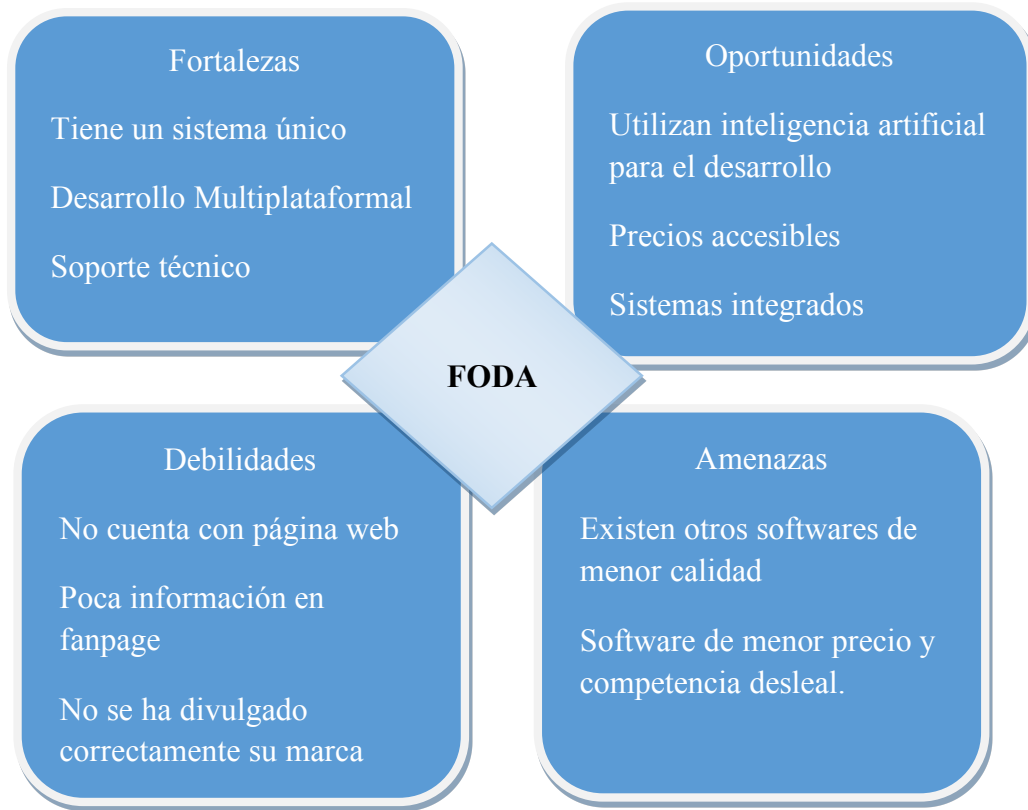 Fortalezas
Tiene un sistema único
Desarrollo Multiplataformal
Soporte técnico
Oportunidades
Utilizan inteligencia artificial
para el desarrollo
Precios accesibles
Sistemas integrados
FODA
Debilidades
No cuenta con página web
Poca información en
fanpage
No se ha divulgado
correctamente su marca
Amenazas
Existen otros softwares de
menor calidad
Software de menor precio y
competencia desleal.